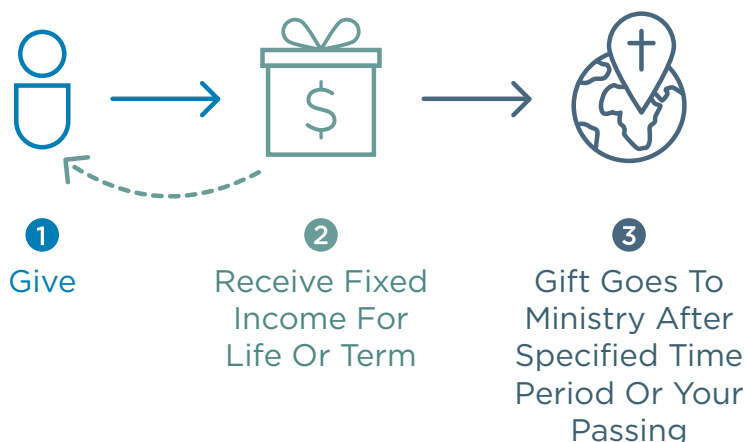 $
1
Give
2
Receive Fixed
Income For
Life Or Term
3
Gift Goes To
Ministry After
Specified Time
Period Or Your
Passing